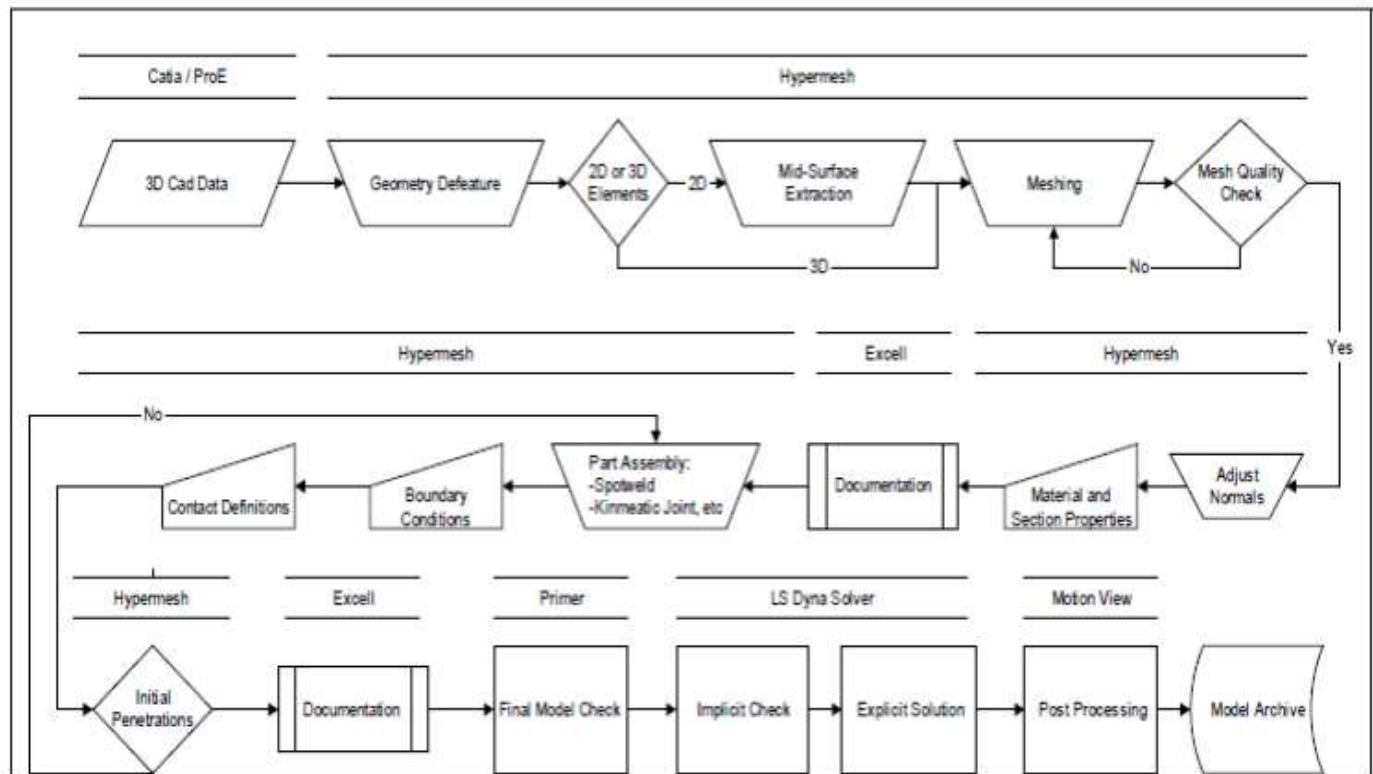 Catia / ProE
Hypermesh
3D Cad Data
Geometry Defeature
2D or 3D
Elements
2D
Mid-Surface
Extraction
Meshing
Mesh Quality
Check
3D
No
Yes
Hypermesh
Excell
Hypermesh
No
Contact Definitions
Boundary
Conditions
Part Assembly:
-Spotweld
-Kinmeatic Joint, etc
Documentation
Material and
Section Properties
Adjust
Normals
Hypermesh
Excell
Primer
LS Dyna Solver
Motion View
Initial
Penetrations
Documentation
Final Model Check
Implicit Check
Explicit Solution
Post Processing
Model Archive